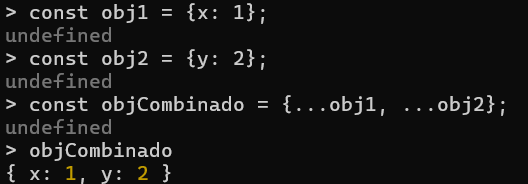 > const obj1 = {x: 1};
undefined
> const obj2 = {y: 2};
undefined
> const objCombinado = {...obj1, ...obj2};
undefined
> objCombinado
{ x: 1, y: 2 }